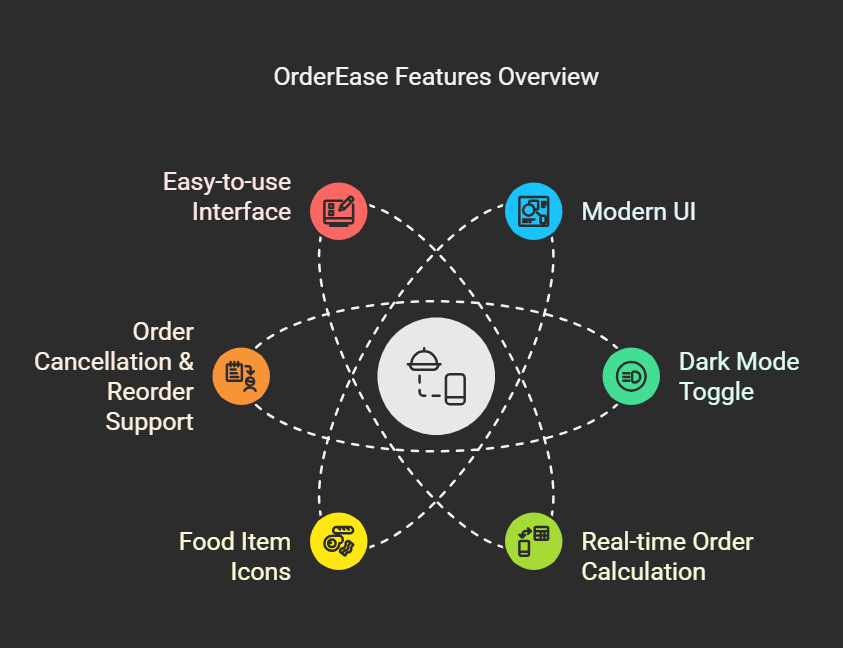 OrderEase Features Overview
Easy-to-use
Interface
Modern UI
Order
Cancellation &
Reorder
Support
Dark Mode
Toggle
Food Item
Icons
Real-time Order
Calculation